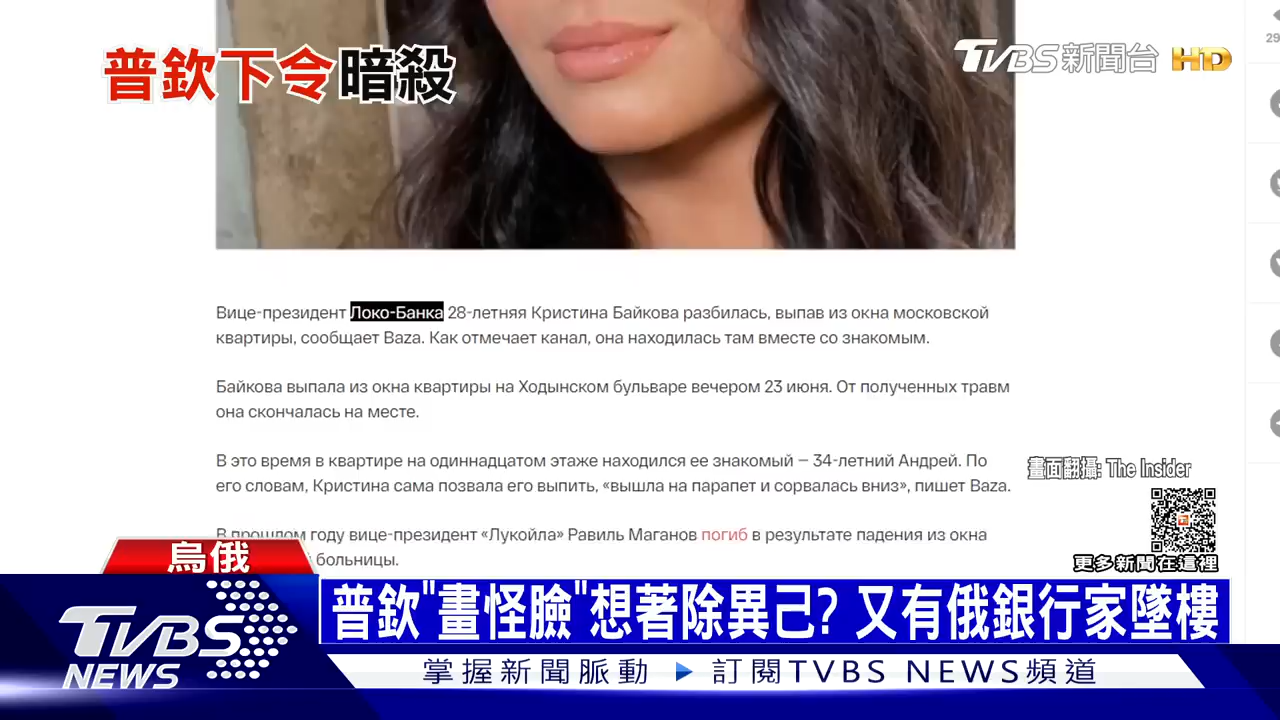 普欽下令暗殺
TVBS新聞台 HD
29
Вице-президент Локо-Банка 28-летняя Кристина Байкова разбилась, выпав из окна московской
квартиры, сообщает Baza. Как отмечает канал, она находилась там вместе со знакомым.
Байкова выпала из окна квартиры на Ходынском бульваре вечером 23 июня. От полученных травм
она скончалась на месте.
В это время в квартире на одиннадцатом этаже находился ее знакомый — 34-летний Андрей. По
его словам, Кристина сама позвала его выпить, «вышла на парапет и сорвалась вниз», пишет Baza.
В прошлом году вице-президент «Лукойла» Равиль Маганов погиб в результате падения из окна
больницы.
畫面翻攝: The Insider
更多新聞在這裡
烏俄
普欽"畫怪臉"想著除異己? 又有俄銀行家墜樓
TVBS NEWS
掌握新聞脈動 ▶ 訂閱TVBS NEWS頻道